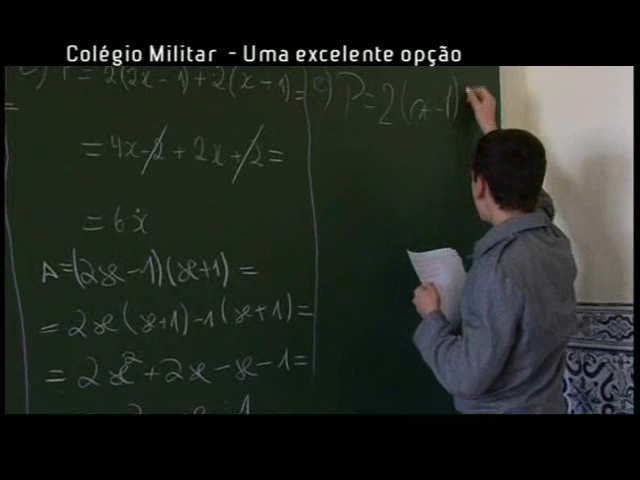 Colégio Militar - Uma excelente opção
P = 2(2x-1)+2(x+1)=
= 4x-2+2x+2=
= 6x
A=(2x-1)(x+1)=
= 2x(x+1)-1(x+1)=
= 2x²+2x-x-1=
c) P=2(x-1)